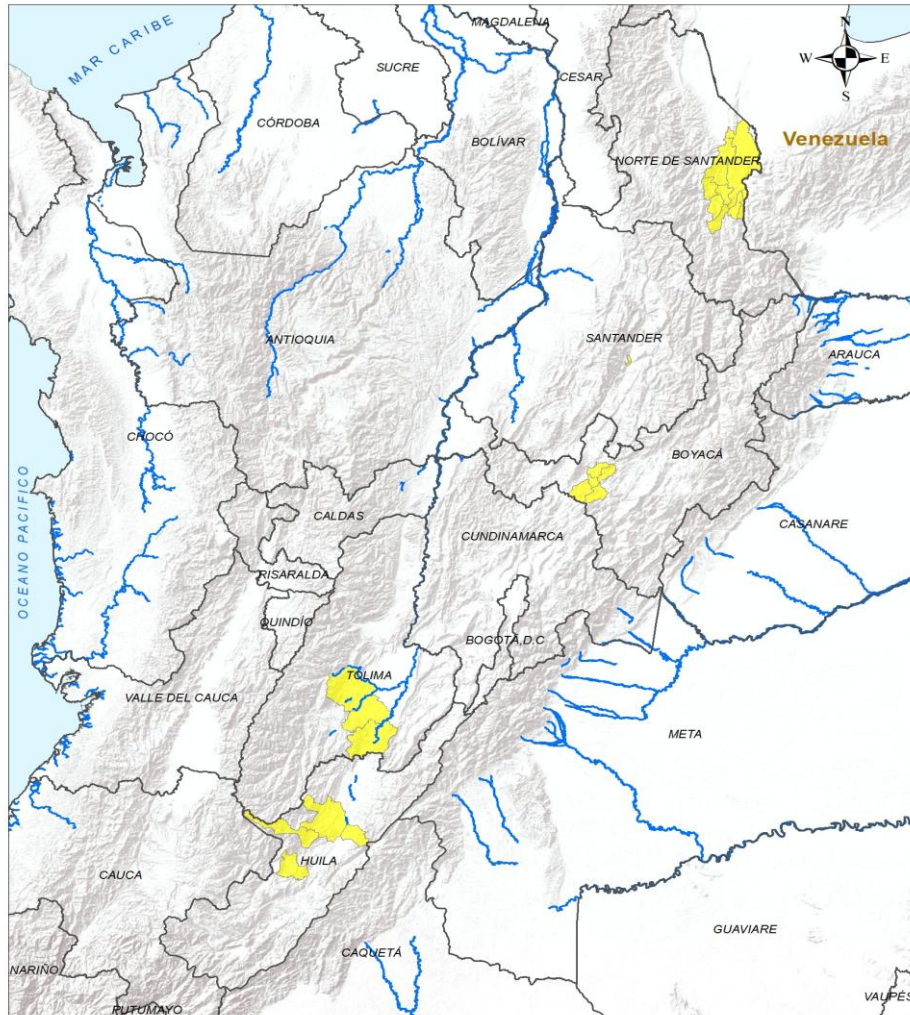 MAGDALENA
MAR CARIBE
N
W
E
S
SUCRE
CESAR
CÓRDOBA
BOLÍVAR
Venezuela
NORTE DE SANTANDER
ANTIOQUIA
SANTANDER
ARAUCA
CHOCÓ
BOYACÁ
OCEANO PACIFICO
CALDAS
CASANARE
CUNDINAMARCA
RISARALDA
QUINDÍO
BOGOTÁ,D.C
TOLIMA
VALLE DEL CAUCA
META
CAUCA
HUILA
GUAVIARE
CAQUETÁ
NARIÑO
VAUPÉS
PUTUMAYO